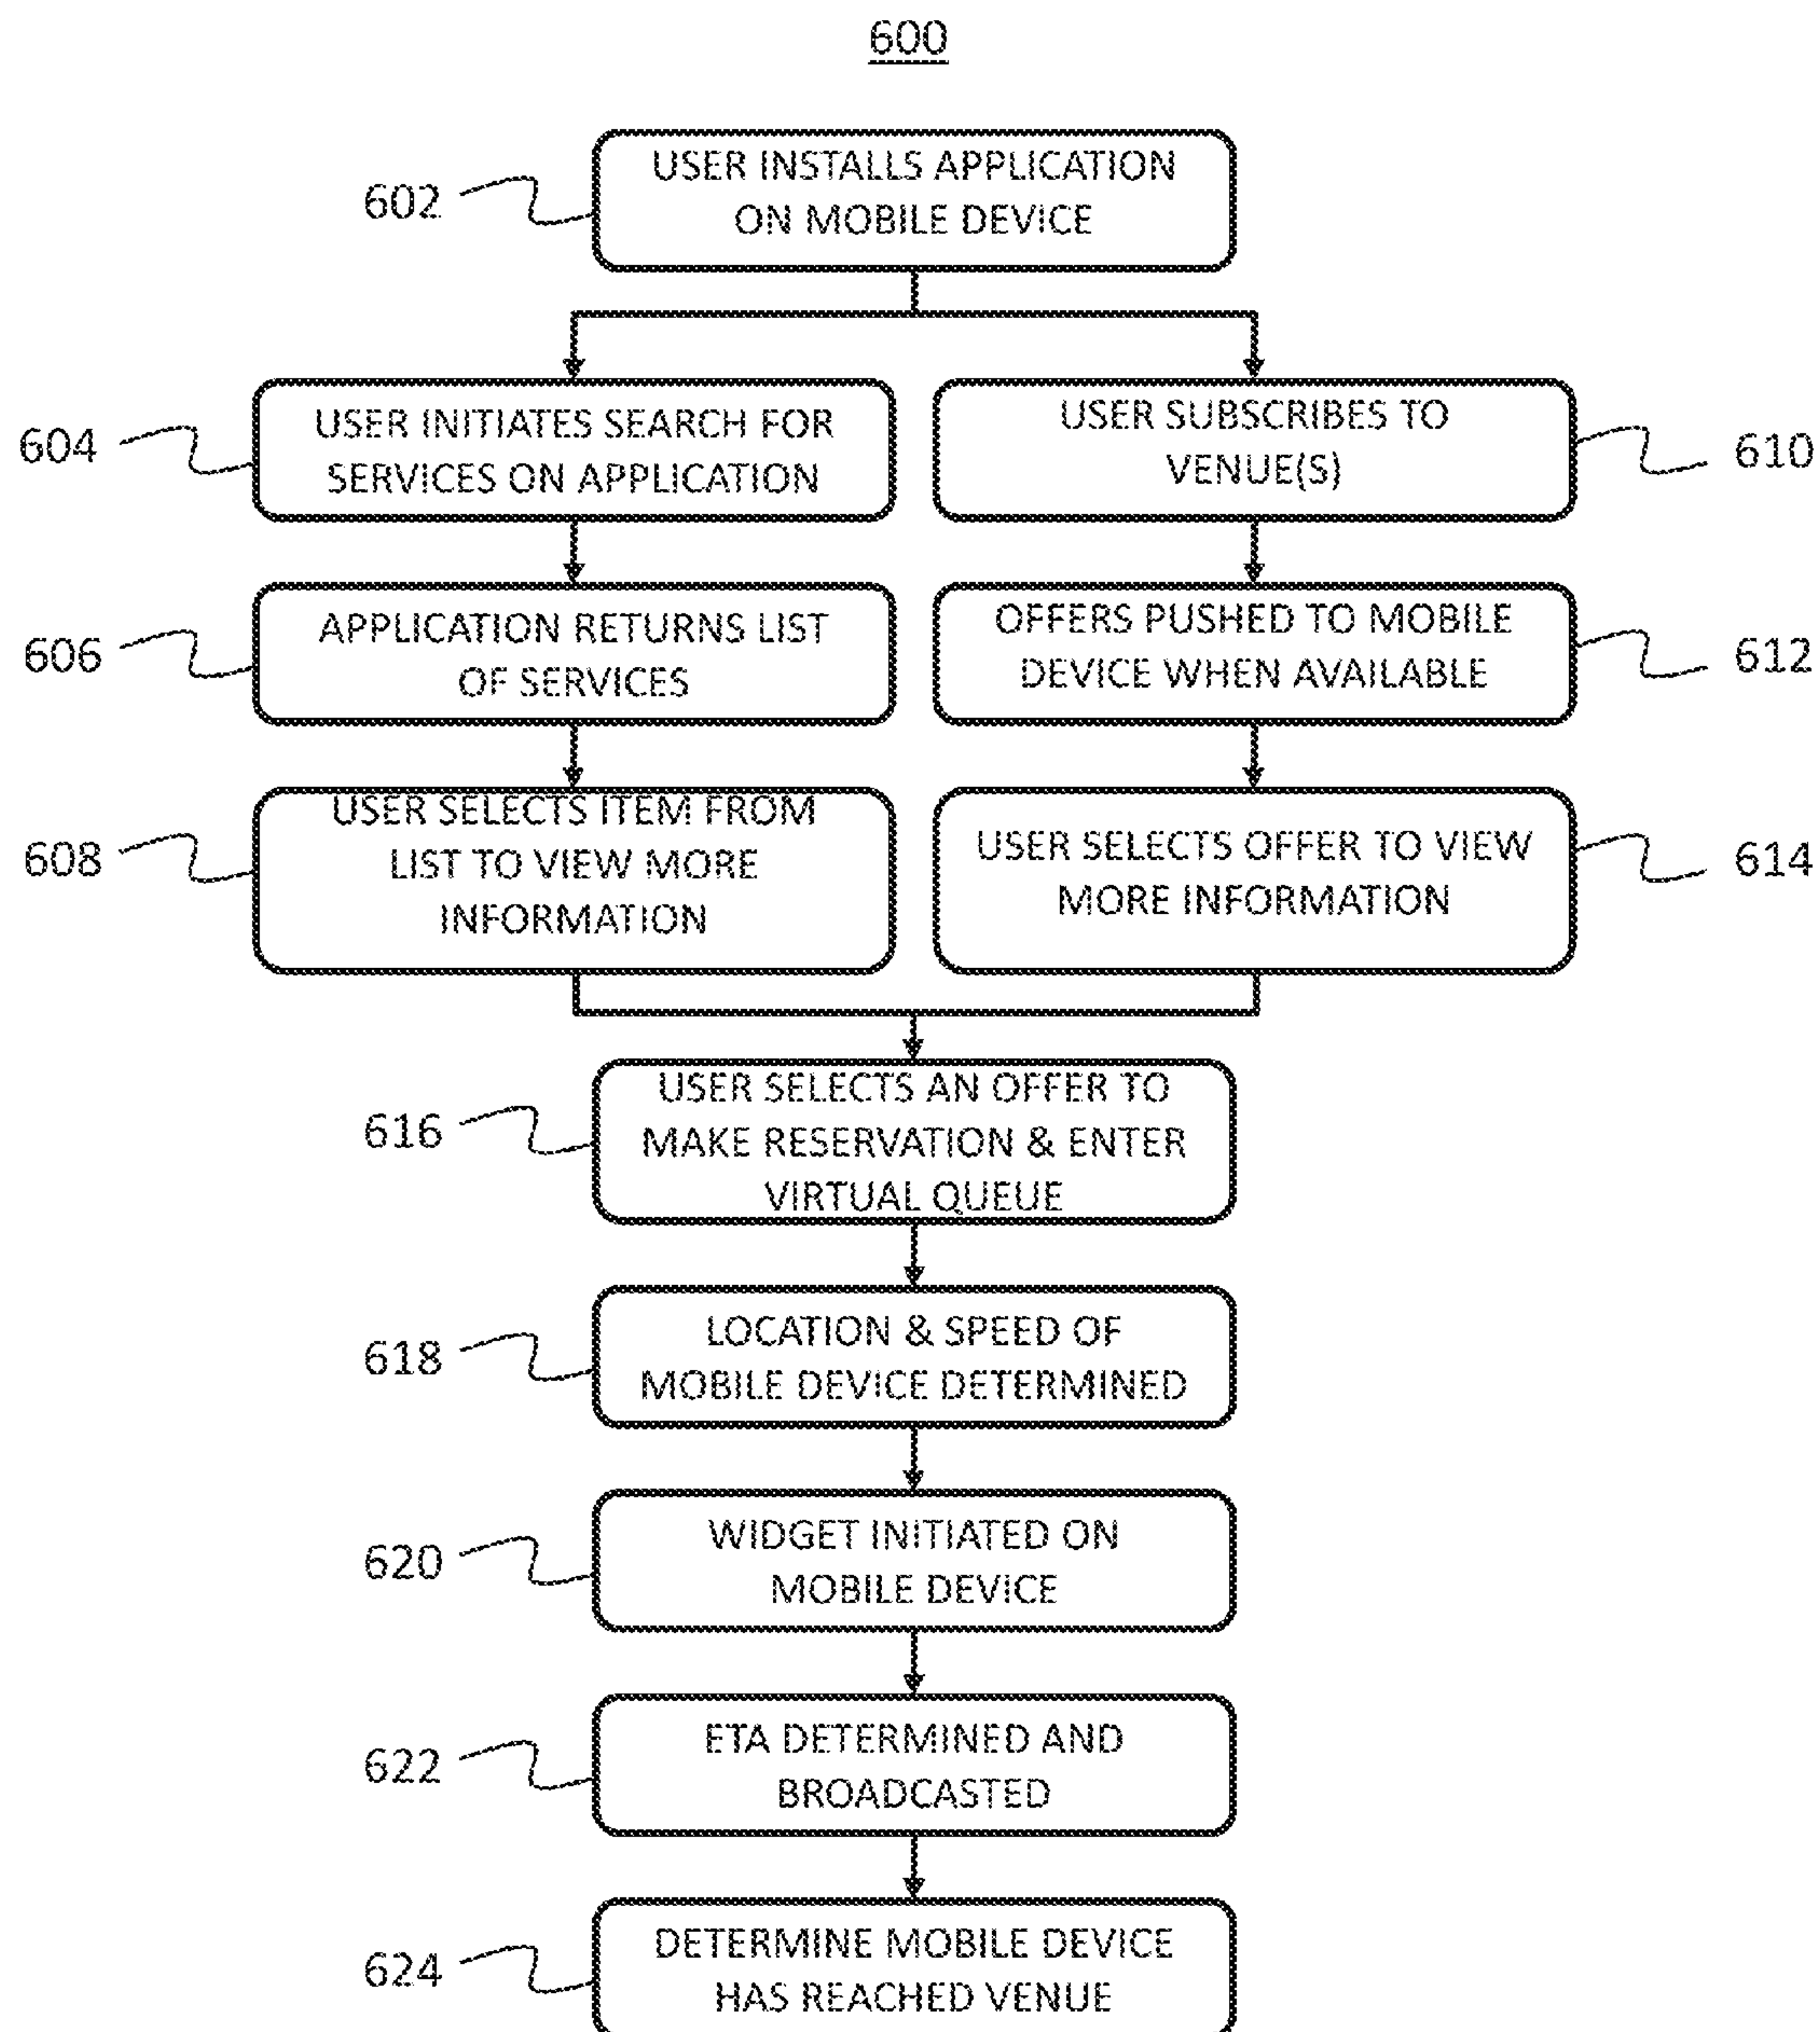 600
602
USER INSTALLS APPLICATION
ON MOBILE DEVICE
604
USER INITIATES SEARCH FOR
SERVICES ON APPLICATION
606
APPLICATION RETURNS LIST
OF SERVICES
608
USER SELECTS ITEM FROM
LIST TO VIEW MORE
INFORMATION
USER SUBSCRIBES TO
VENUE(S)
610
OFFERS PUSHED TO MOBILE
DEVICE WHEN AVAILABLE
612
USER SELECTS OFFER TO VIEW
MORE INFORMATION
614
616
USER SELECTS AN OFFER TO
MAKE RESERVATION & ENTER
VIRTUAL QUEUE
618
LOCATION & SPEED OF
MOBILE DEVICE DETERMINED
620
WIDGET INITIATED ON
MOBILE DEVICE
622
ETA DETERMINED AND
BROADCASTED
624
DETERMINE MOBILE DEVICE
HAS REACHED VENUE